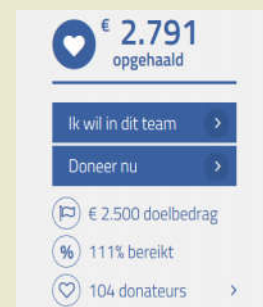 € 2.791
opgehaald
Ik wil in dit team
Doneer nu
€ 2.500 doelbedrag
% 111% bereikt
104 donateurs